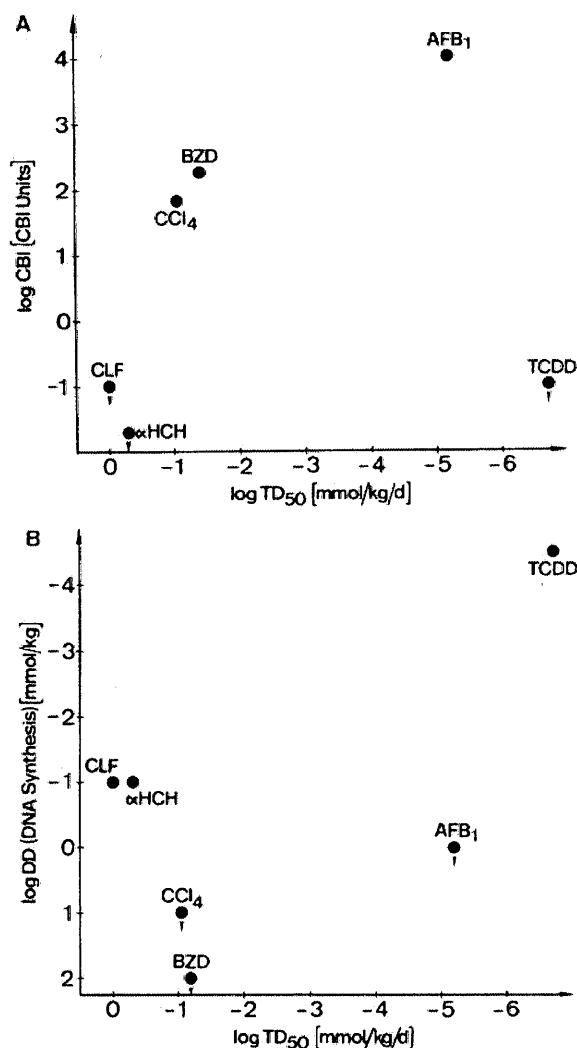 A
AFB₁
4
3
BZD
2
CCl₄
log CBI [CBI Units]
1
0
CLF
TCDD
-1
αHCH
0 -1 -2 -3 -4 -5 -6
log TD₅₀ [mmol/kg/d]
B
TCDD
-4
-3
-2
log DD (DNA Synthesis) [mmol/kg]
CLF
-1
αHCH
AFB₁
0
CCl₄
1
BZD
2
0 -1 -2 -3 -4 -5 -6
log TD₅₀ [mmol/kg/d]